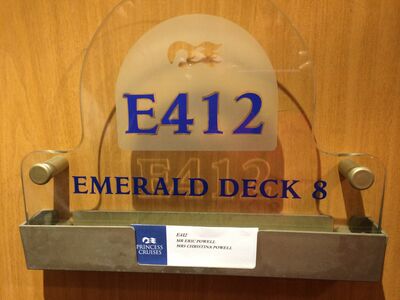 E412
EMERALD DECK 8
PRINCESS CRUISES
E412
MR ERIC POWELL
MRS CHRISTINA POWELL